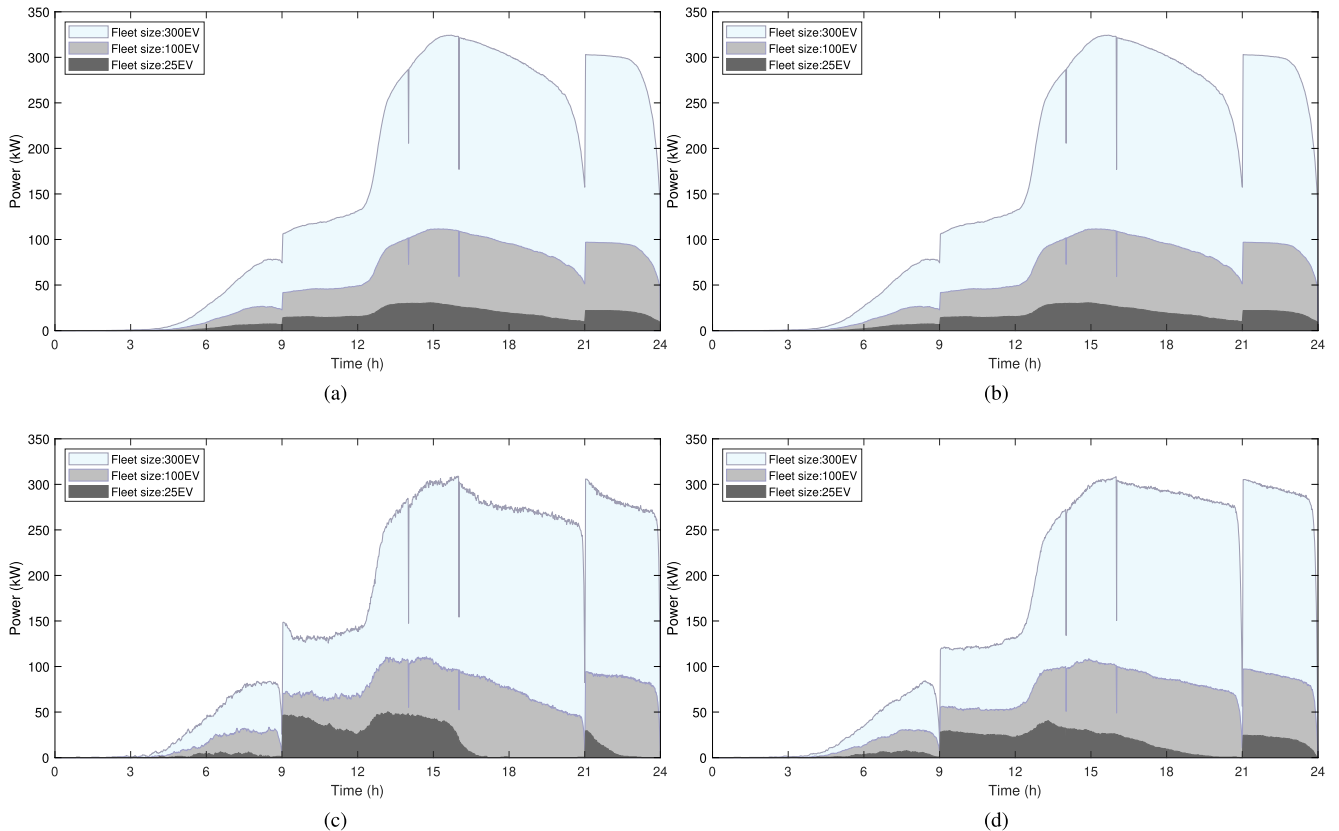 350
300
250
200
150
100
50
0
Power (kW)
Fleet size:300EV
Fleet size:100EV
Fleet size:25EV
0 3 6 9 12 15 18 21 24
Time (h)
(a)
350
300
250
200
150
100
50
0
Power (kW)
Fleet size:300EV
Fleet size:100EV
Fleet size:25EV
0 3 6 9 12 15 18 21 24
Time (h)
(b)
350
300
250
200
150
100
50
0
Power (kW)
Fleet size:300EV
Fleet size:100EV
Fleet size:25EV
0 3 6 9 12 15 18 21 24
Time (h)
(c)
350
300
250
200
150
100
50
0
Power (kW)
Fleet size:300EV
Fleet size:100EV
Fleet size:25EV
0 3 6 9 12 15 18 21 24
Time (h)
(d)